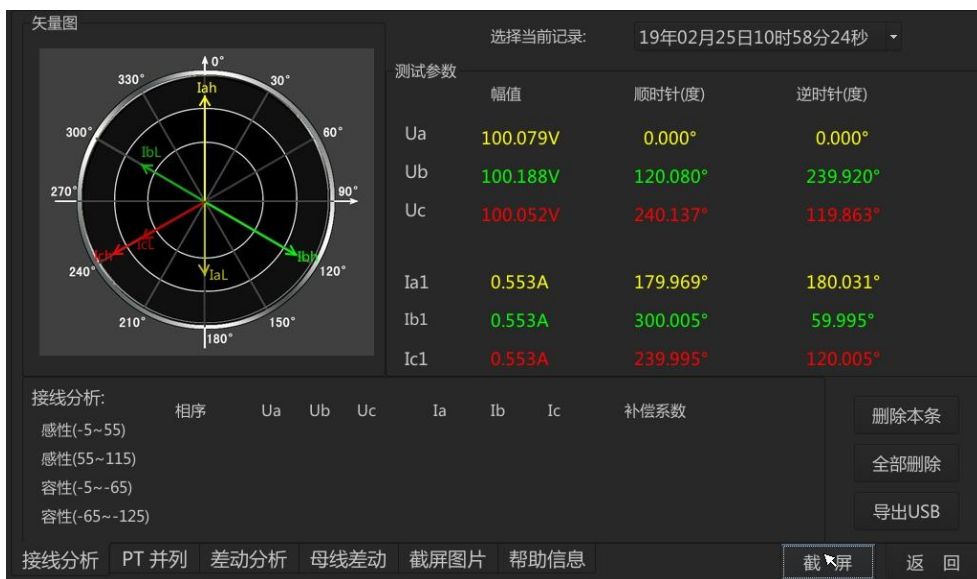 矢量图
选择当前记录: 19年02月25日10时58分24秒
0°
330° 30°
Iah
300° 60°
IbL
270° 90°
Ich IcL Ibh
240° IaL 120°
210° 150°
180°
测试参数
幅值 顺时针(度) 逆时针(度)
Ua 100.079V 0.000° 0.000°
Ub 100.188V 120.080° 239.920°
Uc 100.052V 240.137° 119.863°
Ia1 0.553A 179.969° 180.031°
Ib1 0.553A 300.005° 59.995°
Ic1 0.553A 239.995° 120.005°
接线分析:
相序 Ua Ub Uc Ia Ib Ic 补偿系数
感性(-5~55)
感性(55~115)
容性(-5~-65)
容性(-65~-125)
删除本条
全部删除
导出USB
接线分析 PT 并列 差动分析 母线差动 截屏图片 帮助信息 截屏 返 回